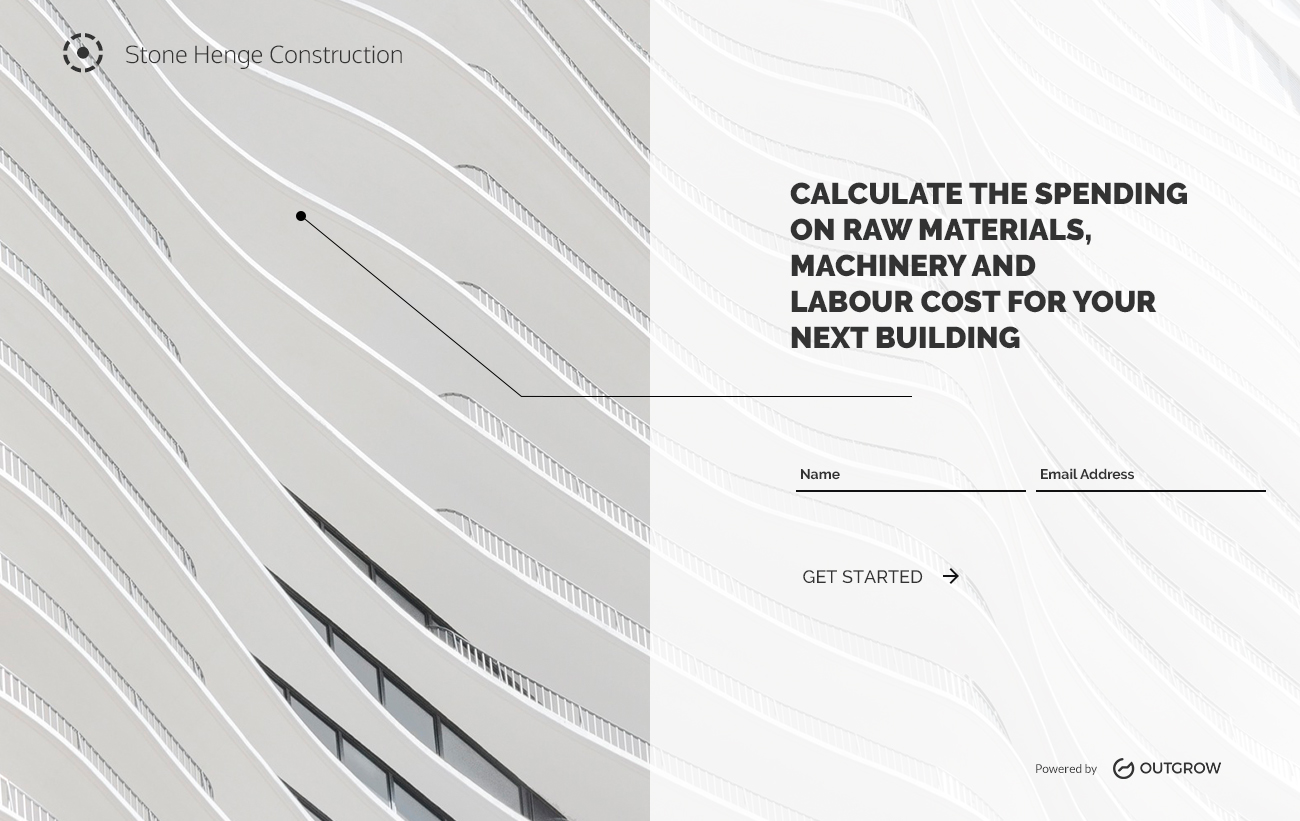 Stone Henge Construction
CALCULATE THE SPENDING
ON RAW MATERIALS,
MACHINERY AND
LABOUR COST FOR YOUR
NEXT BUILDING
Name
Email Address
GET STARTED
Powered by OUTGROW